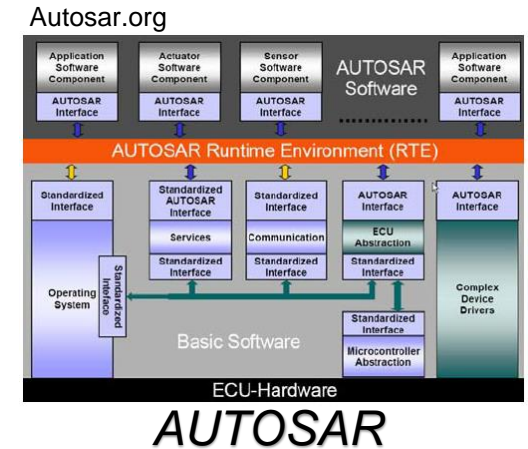 Autosar.org
Application
Software
Component
AUTOSAR
Interface
Actuator
Software
Component
AUTOSAR
Interface
Sensor
Software
Component
AUTOSAR
Interface
AUTOSAR
Software
..............
Application
Software
Component
AUTOSAR
Interface
AUTOSAR Runtime Environment (RTE)
Standardized
Interface
Operating
System
Standardized
Inteface
Standardized
AUTOSAR
Interface
Services
Standardized
Interface
Standardized
Interface
Communication
Standardized
Interface
AUTOSAR
Interface
ECU
Abstraction
Standardized
Interface
Standardized
Interface
Microcontroller
Abstraction
AUTOSAR
Interface
Complex
Device
Drivers
Basic Software
ECU-Hardware
AUTOSAR